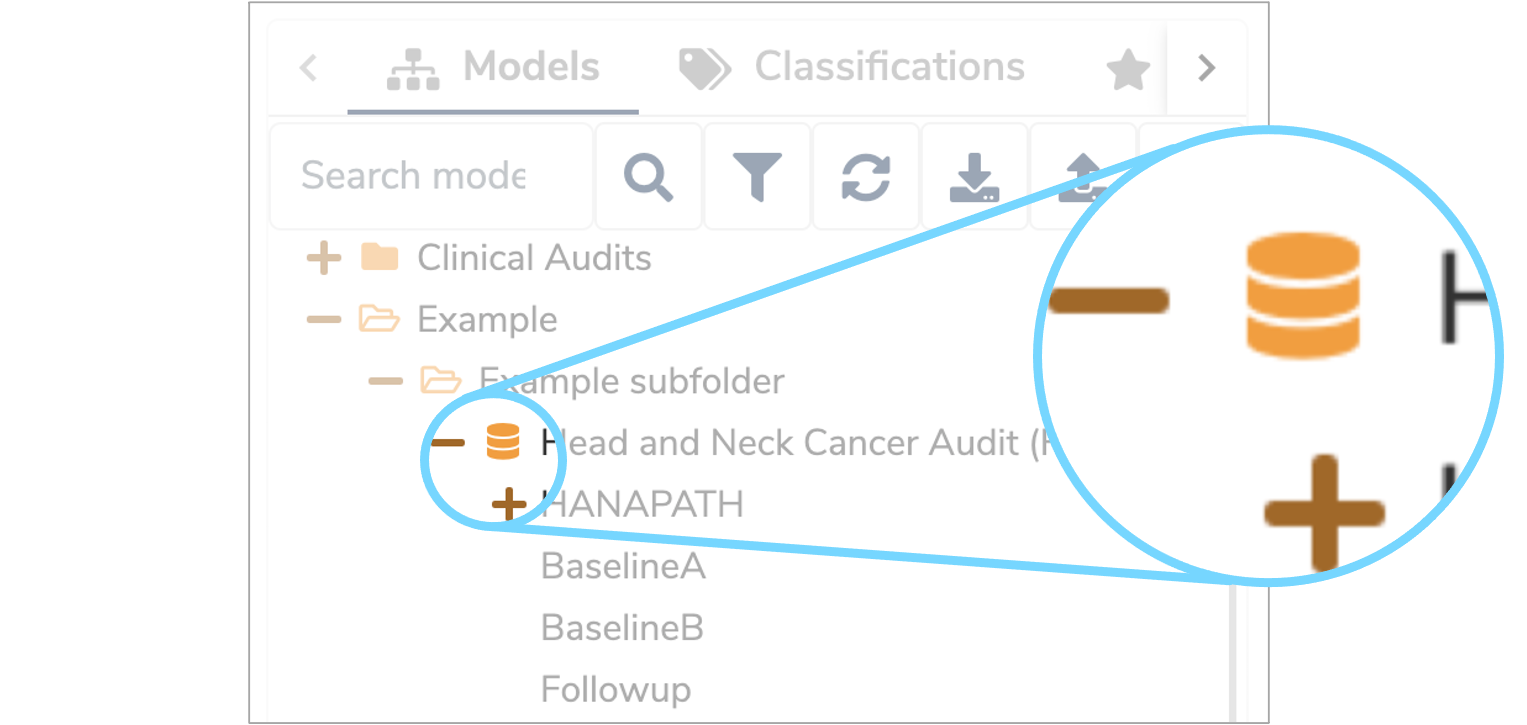 Models Classifications
Search mode
Clinical Audits
Example
Example subfolder
Head and Neck Cancer Audit (H
HANAPATH
BaselineA
BaselineB
Followup